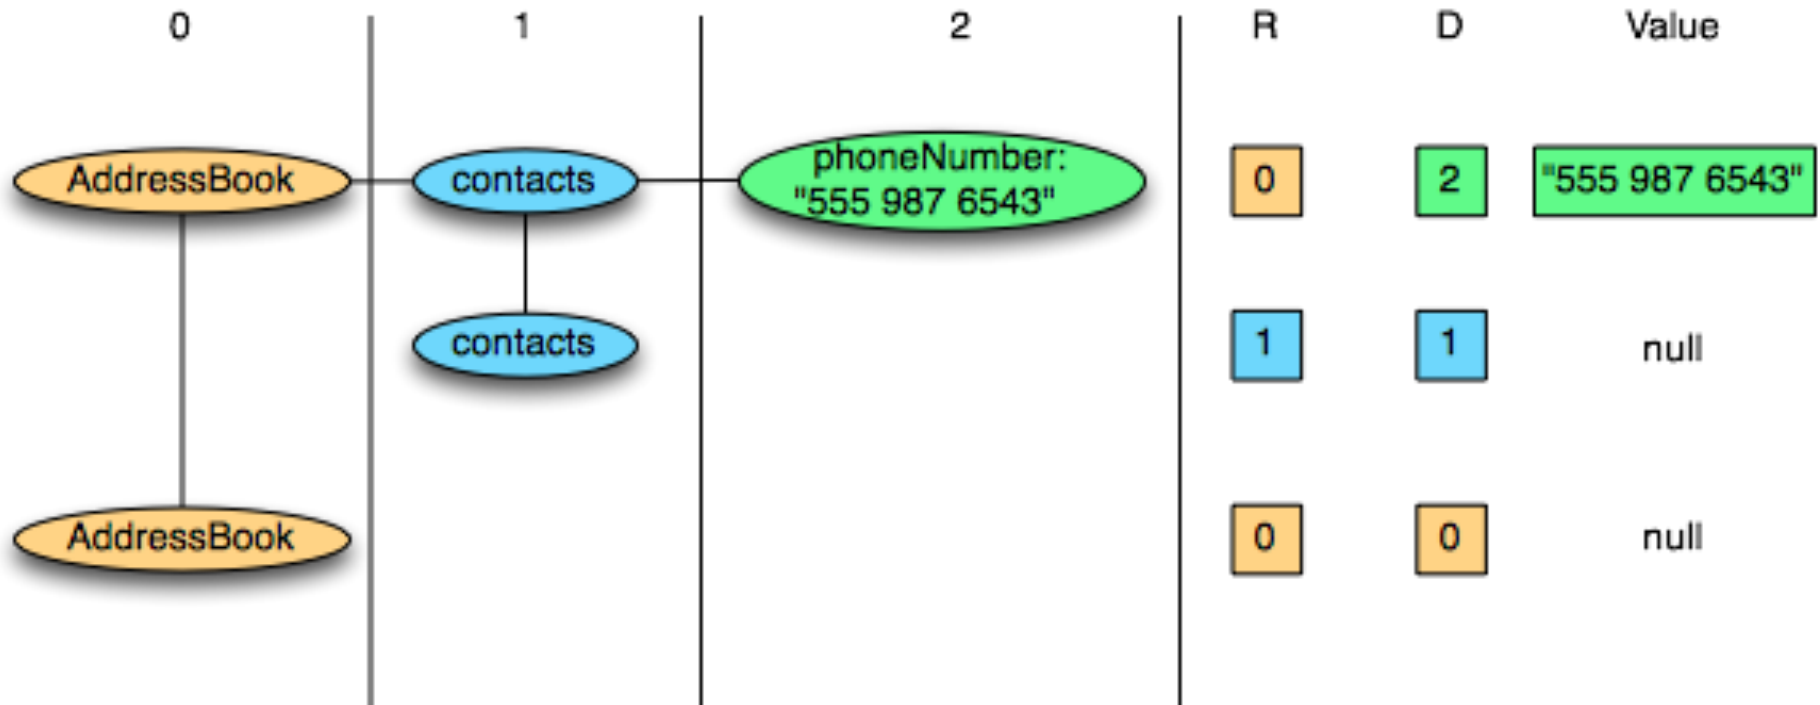 0 1 2 R D Value
AddressBook contacts phoneNumber:
"555 987 6543" 0 2 "555 987 6543"
contacts 1 1 null
AddressBook 0 0 null